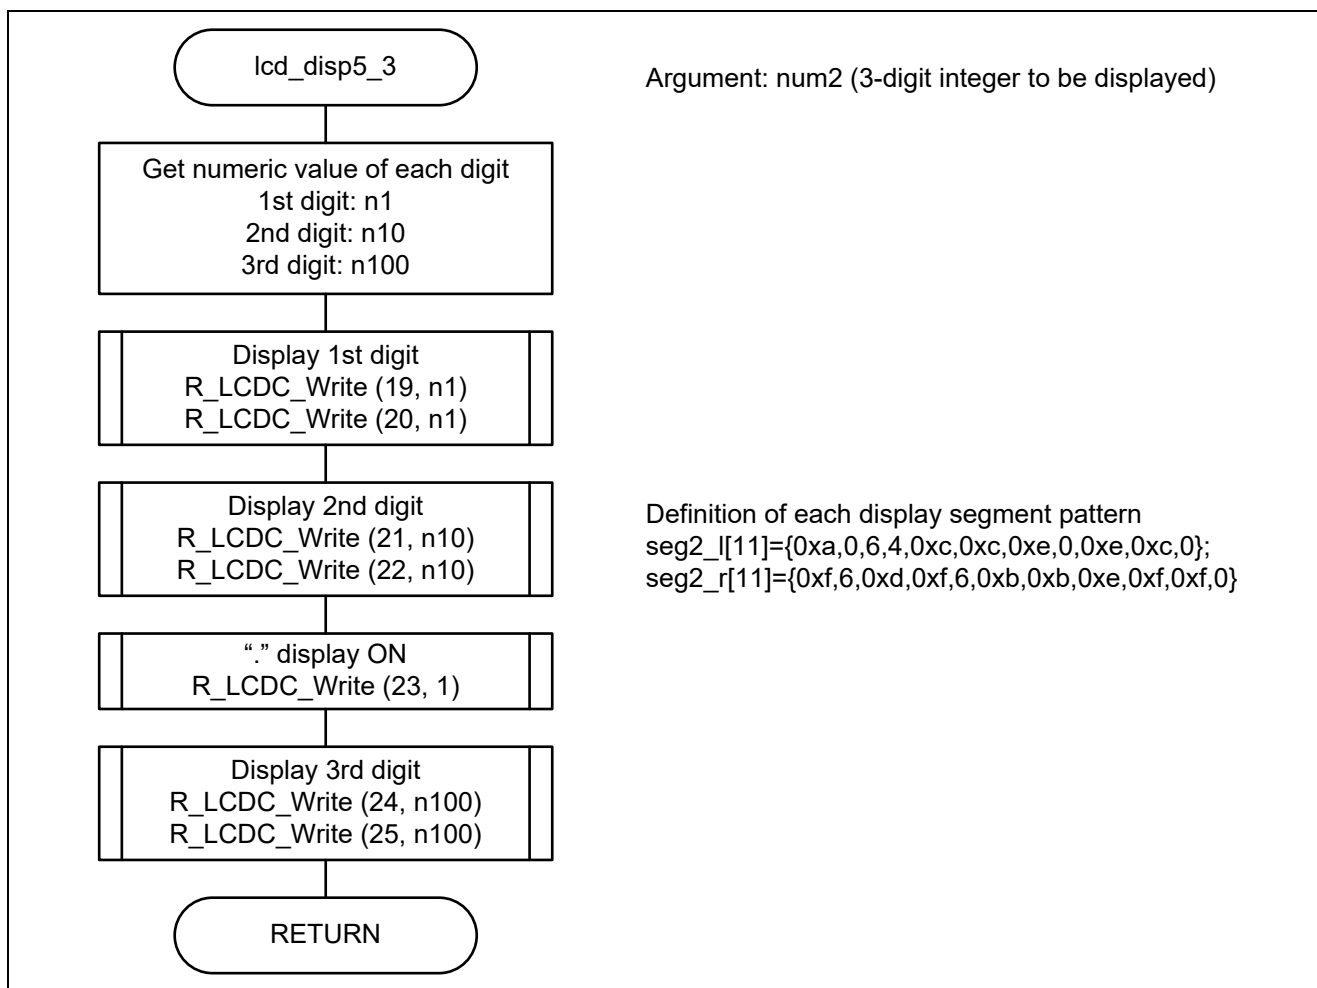 lcd_disp5_3
Argument: num2 (3-digit integer to be displayed)
Get numeric value of each digit
1st digit: n1
2nd digit: n10
3rd digit: n100
Display 1st digit
R_LCDC_Write (19, n1)
R_LCDC_Write (20, n1)
Display 2nd digit
R_LCDC_Write (21, n10)
R_LCDC_Write (22, n10)
Definition of each display segment pattern
seg2_l[11]={0xa,0,6,4,0xc,0xc,0xe,0,0xe,0xc,0};
seg2_r[11]={0xf,6,0xd,0xf,6,0xb,0xb,0xe,0xf,0xf,0}
“.” display ON
R_LCDC_Write (23, 1)
Display 3rd digit
R_LCDC_Write (24, n100)
R_LCDC_Write (25, n100)
RETURN